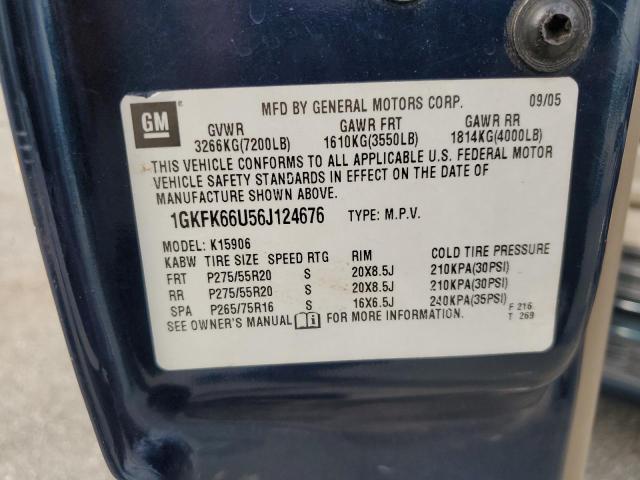 GM
MFD BY GENERAL MOTORS CORP. 09/05
GVWR GAWR FRT GAWR RR
3266KG(7200LB) 1610KG(3550LB) 1814KG(4000LB)
THIS VEHICLE CONFORMS TO ALL APPLICABLE U.S. FEDERAL MOTOR
VEHICLE SAFETY STANDARDS IN EFFECT ON THE DATE OF
MANUFACTURE SHOWN ABOVE.
1GKFK66U56J124676 TYPE: M.P.V.
MODEL: K15906
KABW TIRE SIZE SPEED RTG RIM COLD TIRE PRESSURE
FRT P275/55R20 S 20X8.5J 210KPA(30PSI)
RR P275/55R20 S 20X8.5J 210KPA(30PSI)
SPA P265/75R16 S 16X6.5J 240KPA(35PSI) F 216
SEE OWNER'S MANUAL FOR MORE INFORMATION. T 269